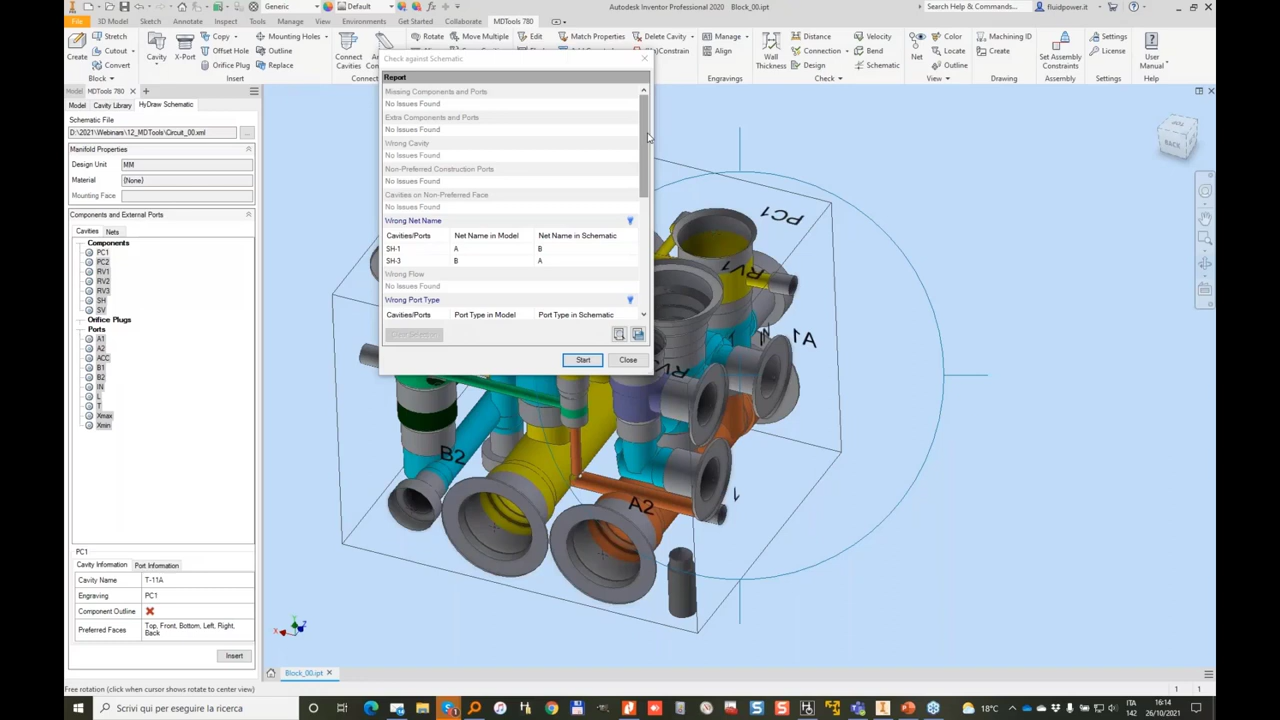 Generic
Default
Autodesk Inventor Professional 2020 Block_00.ipt
Search Help & Commands...
fluidpower.it
File 3D Model Sketch Annotate Inspect Tools Manage View Environments Get Started Collaborate MDTools 780
Create
Stretch
Cutout
Convert
Block
Cavity
X-Port
Copy
Offset Hole
Orifice Plug
Mounting Holes
Outline
Replace
Insert
Connect Cavities
Rotate
Move Multiple
Edit
Match Properties
Delete Cavity
Manage
Align
Engravings
Wall Thickness
Distance
Connection
Design
Velocity
Bend
Schematic
Check
Net
Color
Locate
Outline
View
Machining ID
Create
Drawing
Set Assembly Constraints
Assembly
Settings
License
Settings
User Manual
Help
Model MDTools 780
Model Cavity Library HyDraw Schematic
Schematic File
D:\2021\Webinars\12_MDTools\Circuit_00.xml
Manifold Properties
Design Unit MM
Material {None}
Mounting Face
Components and External Ports
Cavities Nets
Components
PC1
PC2
RV1
RV2
RV3
SH
SV
Orifice Plugs
Ports
A1
A2
ACC
B1
B2
IN
L
T
Xmax
Xmin
PC1
Cavity Information Port Information
Cavity Name T-11A
Engraving PC1
Component Outline
Preferred Faces Top, Front, Bottom, Left, Right, Back
Insert
Check against Schematic
Report
Missing Components and Ports
No Issues Found
Extra Components and Ports
No Issues Found
Wrong Cavity
No Issues Found
Non-Preferred Construction Ports
No Issues Found
Cavities on Non-Preferred Face
No Issues Found
Wrong Net Name
Cavities/Ports Net Name in Model Net Name in Schematic
SH-1 A B
SH-3 B A
Wrong Flow
No Issues Found
Wrong Port Type
Cavities/Ports Port Type in Model Port Type in Schematic
Start Close
PC1
RV1
A1
B2
A2
BACK
X
Block_00.ipt
Free rotation (click when cursor shows rotate to center view)
1 1
Scrivi qui per eseguire la ricerca
18°C
ITA
142
16:14
26/10/2021